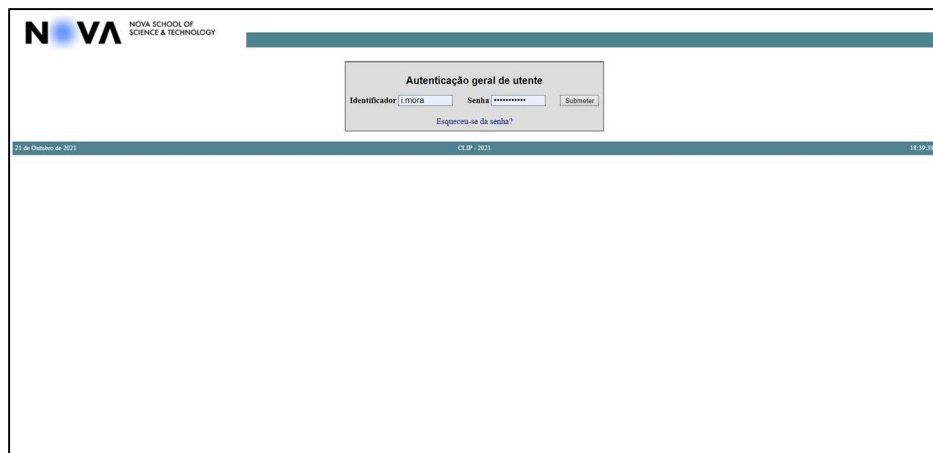 NOVA NOVA SCHOOL OF
SCIENCE & TECHNOLOGY
Autenticação geral de utente
Identificador i.mora Senha ••••••••••• Submeter
Esqueceu-se da senha?
21 de Outubro de 2021 CLIP - 2021 18:39:39